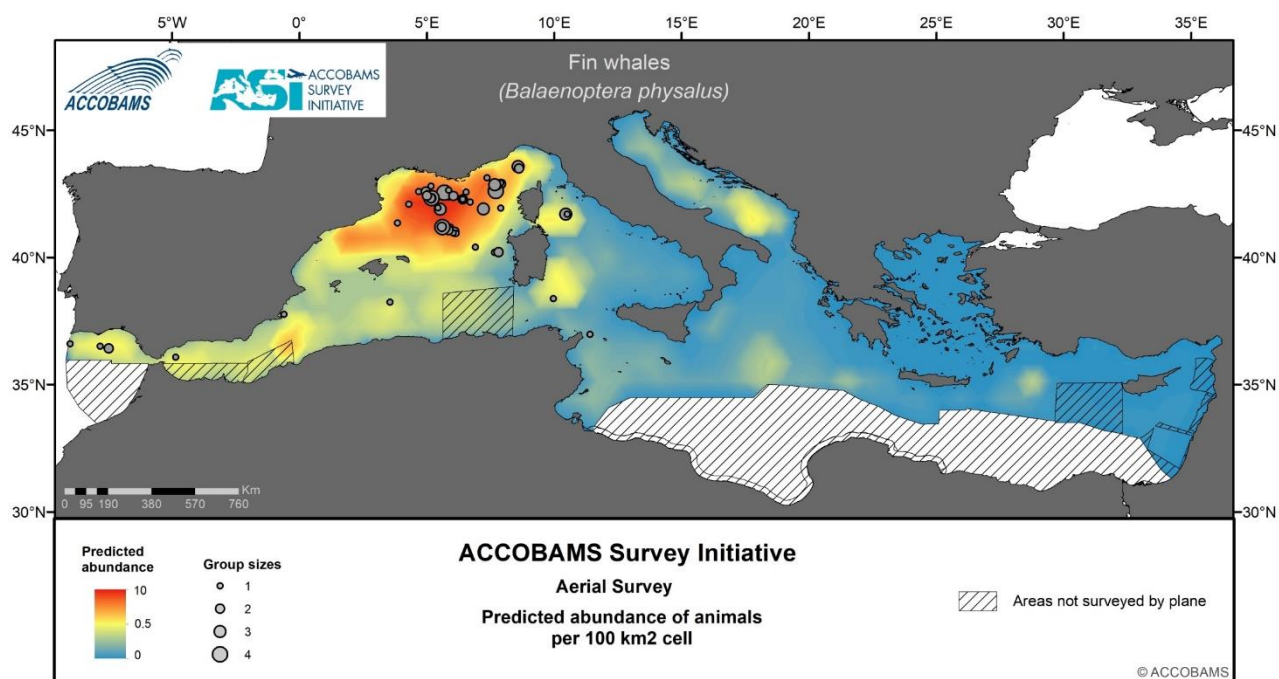 5°W 0° 5°E 10°E 15°E 20°E 25°E 30°E 35°E
ACCOBAMS
ASI ACCOBAMS
SURVEY
INITIATIVE
Fin whales
(Balaenoptera physalus)
45°N 45°N
40°N 40°N
35°N 35°N
30°N 30°N
Km
0 95 190 380 570 760
Predicted
abundance
10
0.5
0
Group sizes
1
2
3
4
ACCOBAMS Survey Initiative
Aerial Survey
Predicted abundance of animals
per 100 km2 cell
Areas not surveyed by plane
© ACCOBAMS